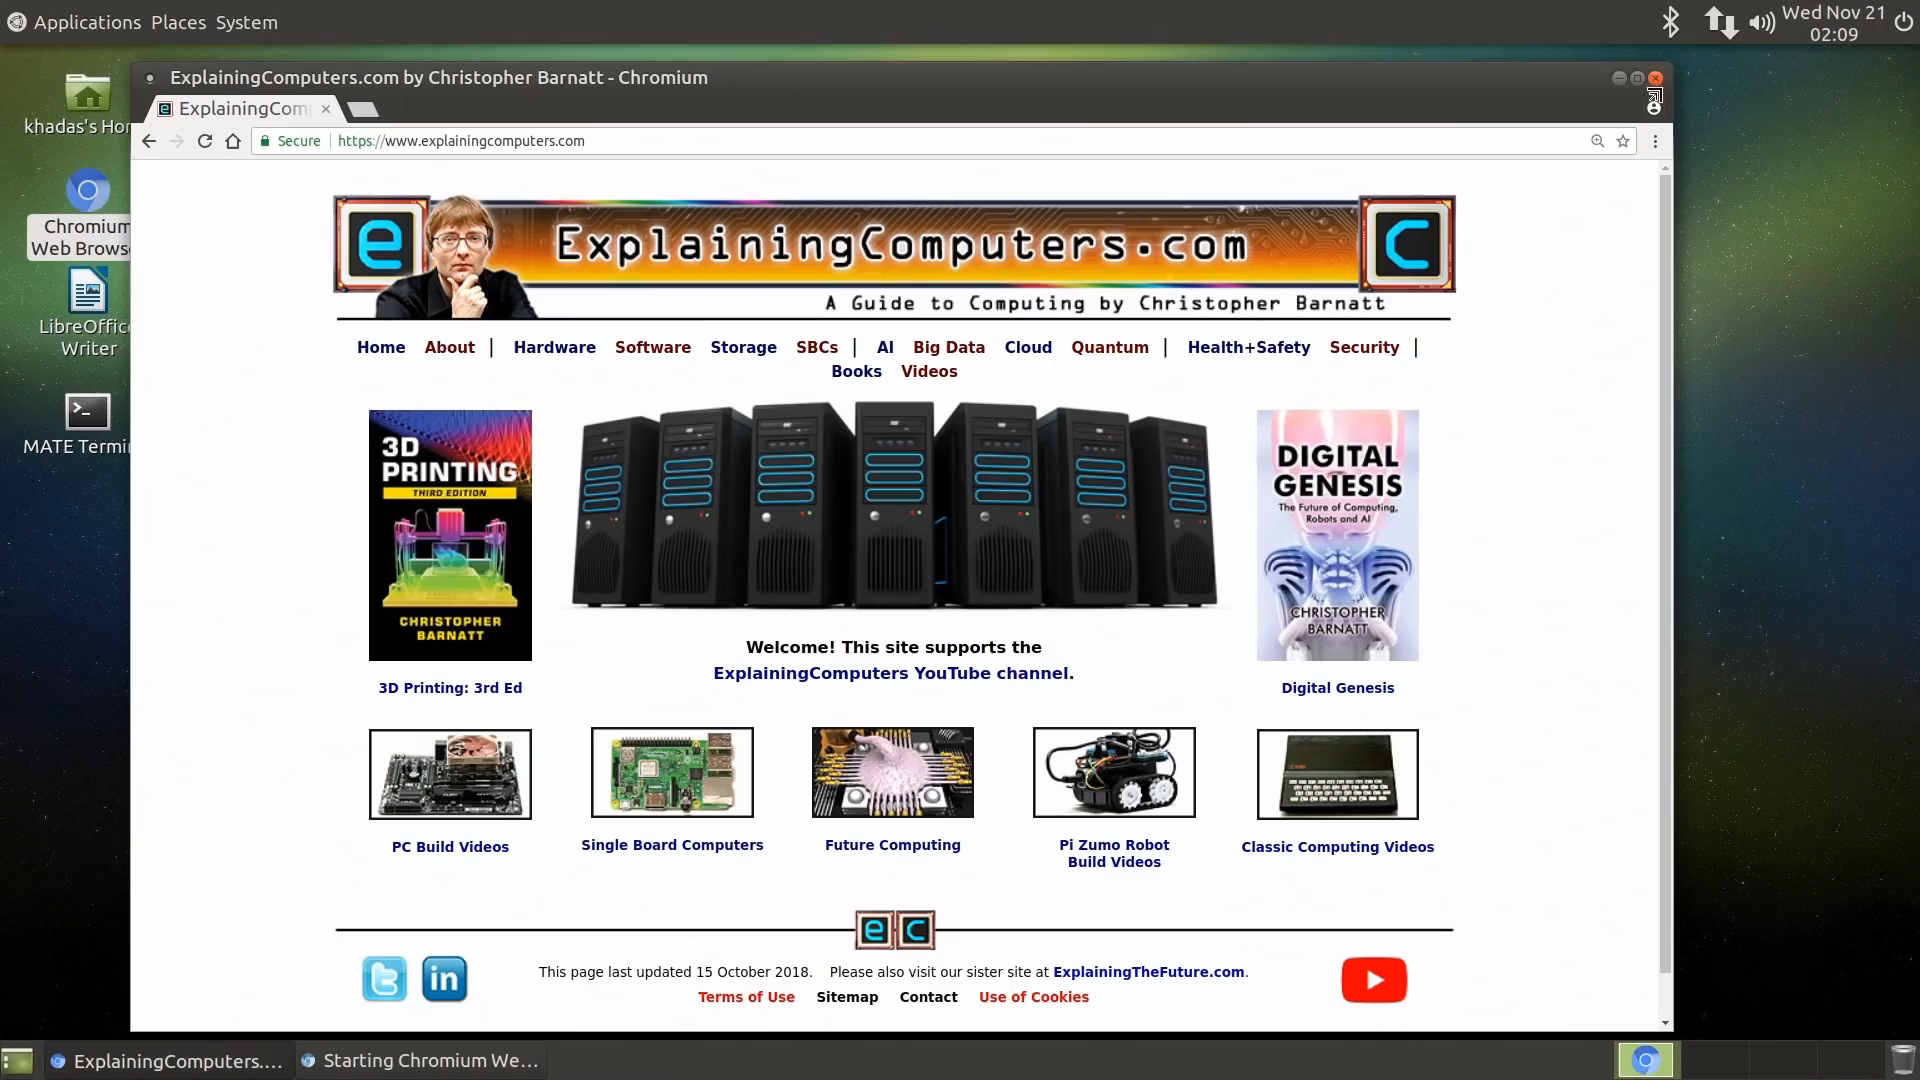 Applications Places System
Wed Nov 21
02:09
ExplainingComputers.com by Christopher Barnatt - Chromium
ExplainingCom
Secure https://www.explainingcomputers.com
khadas's Ho
Chromium
Web Brows
LibreOffic
Writer
MATE Termi
e ExplainingComputers.com c
A Guide to Computing by Christopher Barnatt
Home About | Hardware Software Storage SBCs | AI Big Data Cloud Quantum | Health+Safety Security |
Books Videos
3D
PRINTING
THIRD EDITION
CHRISTOPHER
BARNATT
DIGITAL
GENESIS
The Future of Computing,
Robots and AI
CHRISTOPHER
BARNATT
Welcome! This site supports the
ExplainingComputers YouTube channel.
3D Printing: 3rd Ed
Digital Genesis
PC Build Videos
Single Board Computers
Future Computing
Pi Zumo Robot
Build Videos
Classic Computing Videos
e c
in
This page last updated 15 October 2018. Please also visit our sister site at ExplainingTheFuture.com.
Terms of Use Sitemap Contact Use of Cookies
ExplainingComputers....
Starting Chromium We...